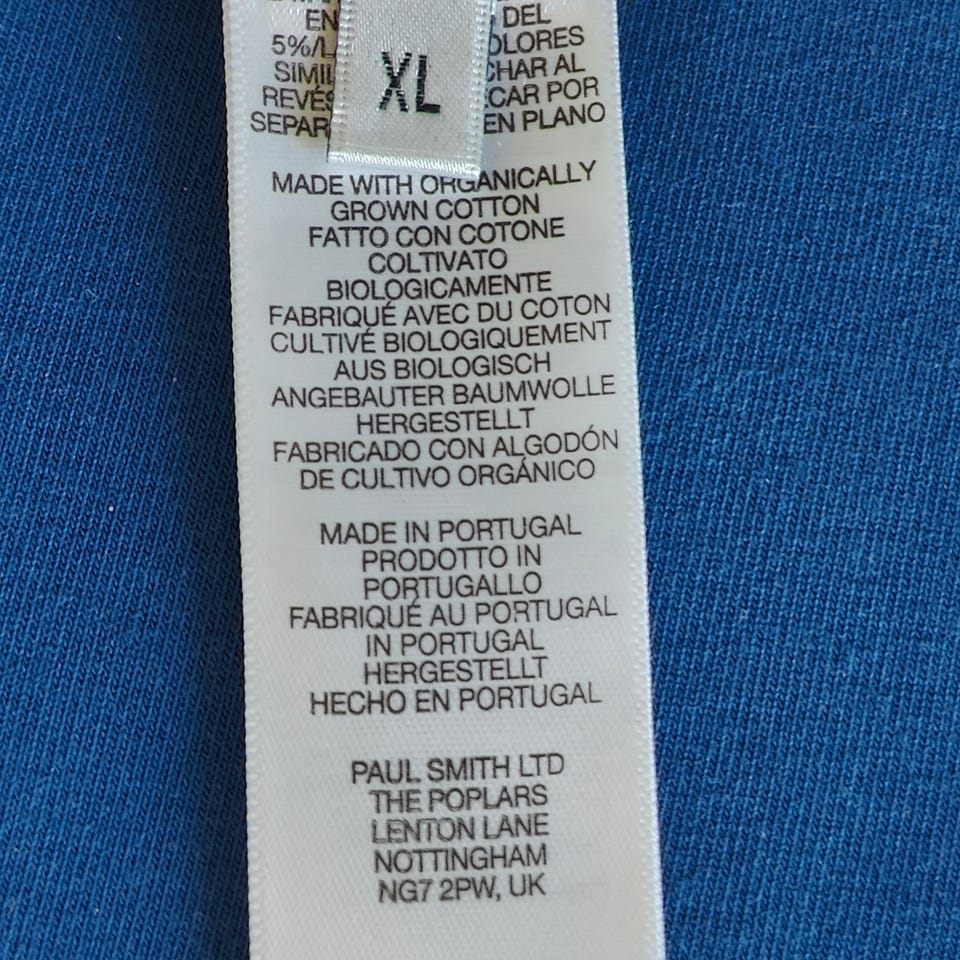 EN DEL
5%/L OLORES
SIMIL CHAR AL
REVÉS CAR POR
SEPAR EN PLANO
XL
MADE WITH ORGANICALLY
GROWN COTTON
FATTO CON COTONE
COLTIVATO
BIOLOGICAMENTE
FABRIQUÉ AVEC DU COTON
CULTIVÉ BIOLOGIQUEMENT
AUS BIOLOGISCH
ANGEBAUTER BAUMWOLLE
HERGESTELLT
FABRICADO CON ALGODÓN
DE CULTIVO ORGÁNICO
MADE IN PORTUGAL
PRODOTTO IN
PORTUGALLO
FABRIQUÉ AU PORTUGAL
IN PORTUGAL
HERGESTELLT
HECHO EN PORTUGAL
PAUL SMITH LTD
THE POPLARS
LENTON LANE
NOTTINGHAM
NG7 2PW, UK